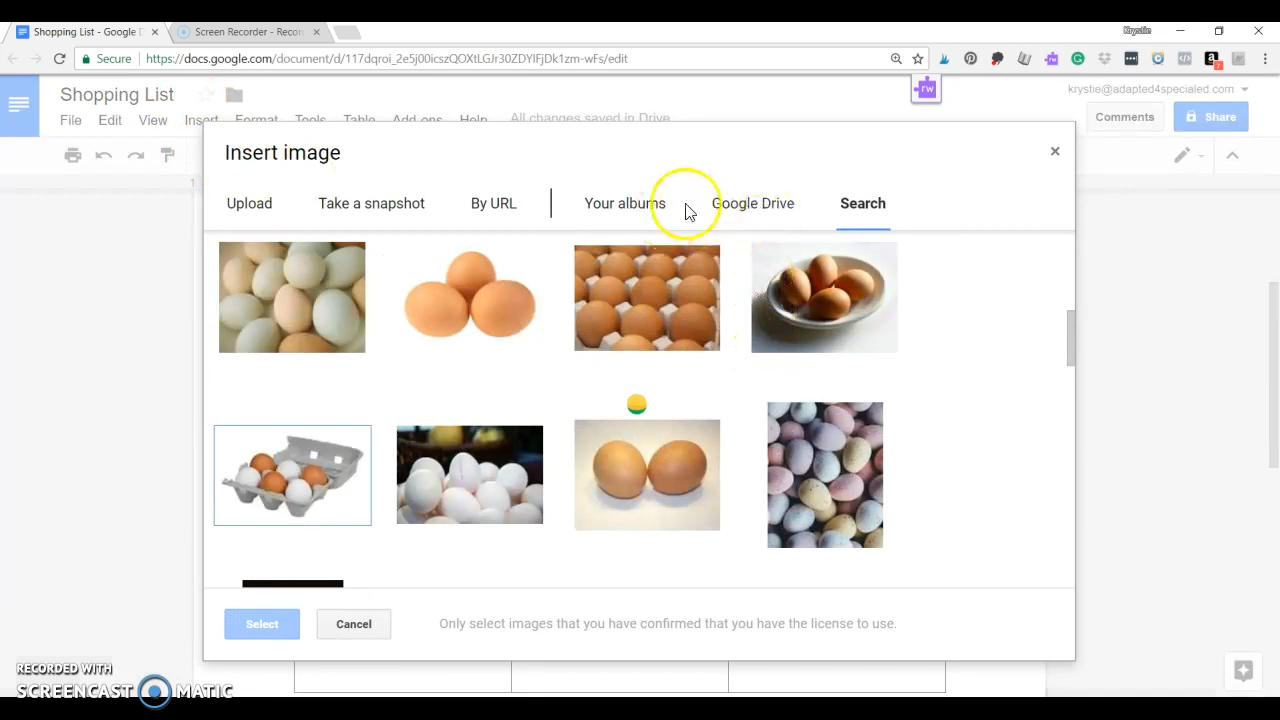 Shopping List - Google D
Screen Recorder - Recor
Krystie
Secure
https://docs.google.com/document/d/117dqroi_2e5j00icszQOXtLGJr30ZDYIFjDk1zm-wFs/edit
rw
Shopping List
krystie@adapted4specialed.com
File Edit View Insert Format Tools Table Add-ons Help All changes saved in Drive
Comments
Share
Insert image
Upload Take a snapshot By URL Your albums Google Drive Search
Select Cancel Only select images that you have confirmed that you have the license to use.
RECORDED WITH
SCREENCAST MATIC